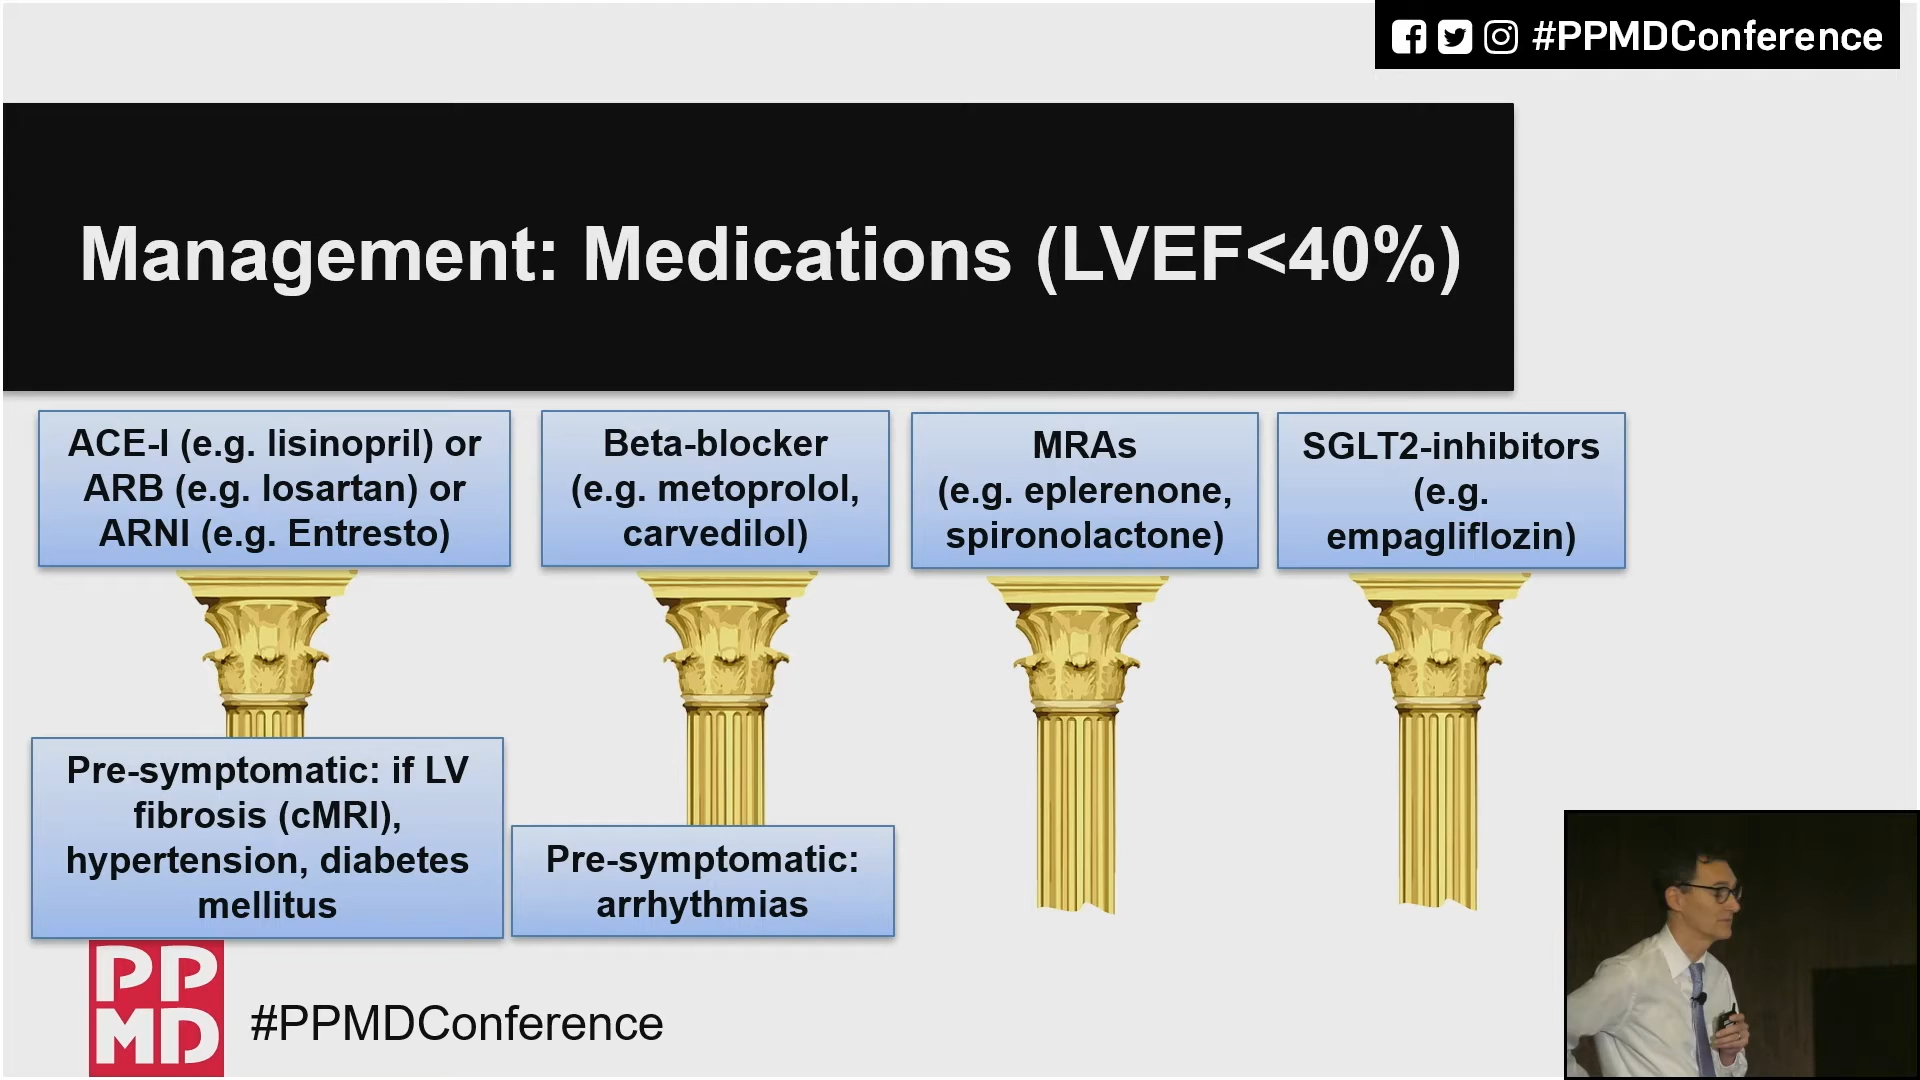 #PPMDConference
Management: Medications (LVEF<40%)
ACE-I (e.g. lisinopril) or
ARB (e.g. losartan) or
ARNI (e.g. Entresto)
Beta-blocker
(e.g. metoprolol,
carvedilol)
MRAs
(e.g. eplerenone,
spironolactone)
SGLT2-inhibitors
(e.g.
empagliflozin)
Pre-symptomatic: if LV
fibrosis (cMRI),
hypertension, diabetes
mellitus
Pre-symptomatic:
arrhythmias
PP
MD
#PPMDConference